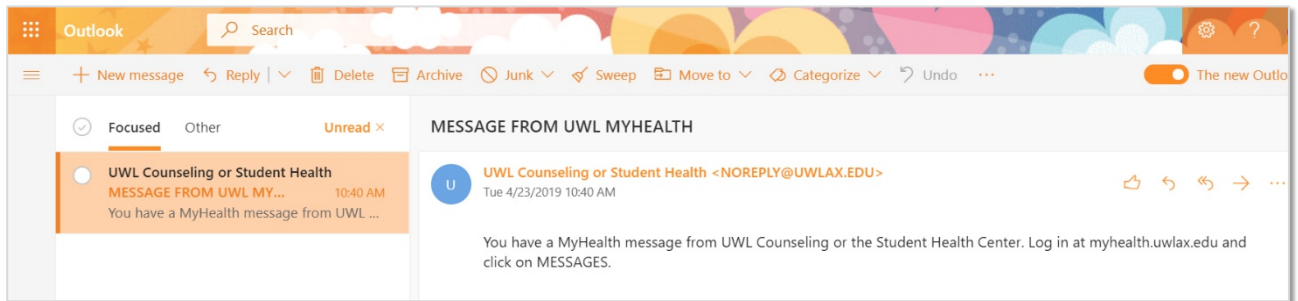 Outlook Search ?
New message Reply Delete Archive Junk Sweep Move to Categorize Undo ... The new Outlo
Focused Other Unread ×
UWL Counseling or Student Health
MESSAGE FROM UWL MY... 10:40 AM
You have a MyHealth message from UWL ...
MESSAGE FROM UWL MYHEALTH
U
UWL Counseling or Student Health <NOREPLY@UWLAX.EDU>
Tue 4/23/2019 10:40 AM
You have a MyHealth message from UWL Counseling or the Student Health Center. Log in at myhealth.uwlax.edu and
click on MESSAGES.